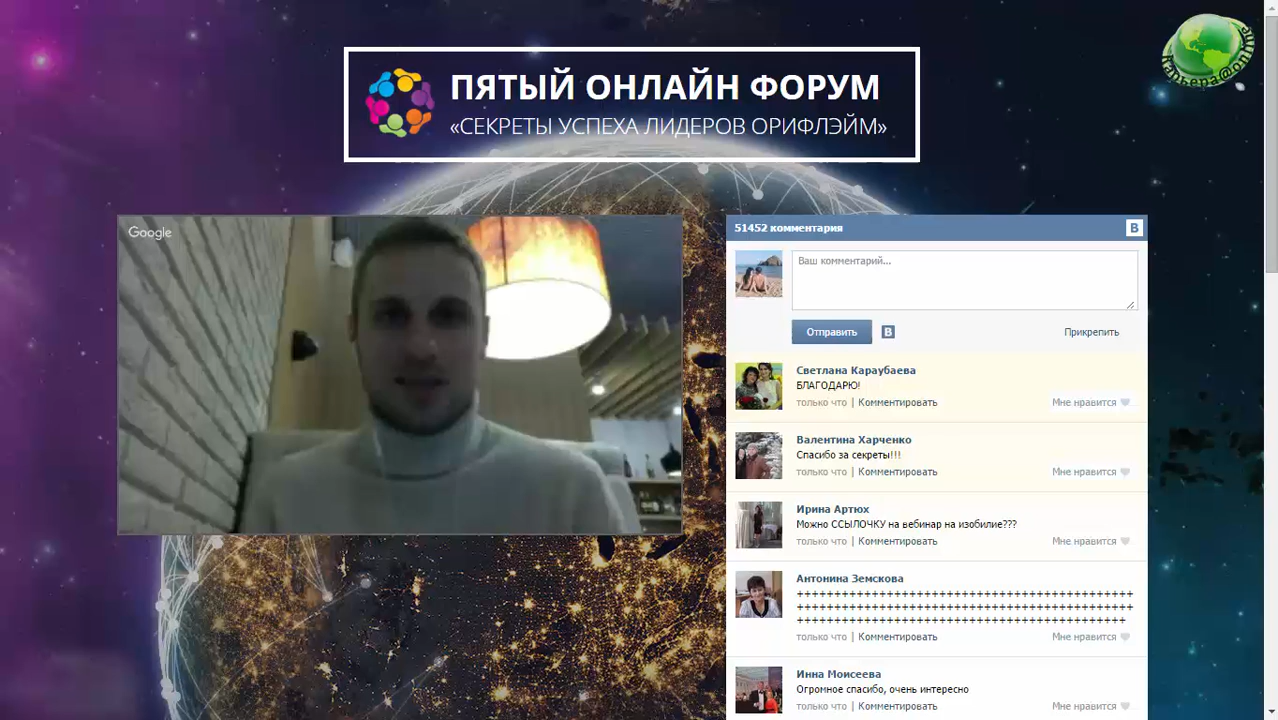 карьера@online
ПЯТЫЙ ОНЛАЙН ФОРУМ
«СЕКРЕТЫ УСПЕХА ЛИДЕРОВ ОРИФЛЭЙМ»
Google
51452 комментария
B
Ваш комментарий...
Отправить
B
Прикрепить
Светлана Караубаева
БЛАГОДАРЮ!
только что | Комментировать
Мне нравится
Валентина Харченко
Спасибо за секреты!!!
только что | Комментировать
Мне нравится
Ирина Артюх
Можно ССЫЛОЧКУ на вебинар на изобилие???
только что | Комментировать
Мне нравится
Антонина Земскова
+++++++++++++++++++++++++++++++++++++++++++++
+++++++++++++++++++++++++++++++++++++++++++++
++++++++++++++++++++++++++++++++++++++++++++
только что | Комментировать
Мне нравится
Инна Моисеева
Огромное спасибо, очень интересно
только что | Комментировать
Мне нравится